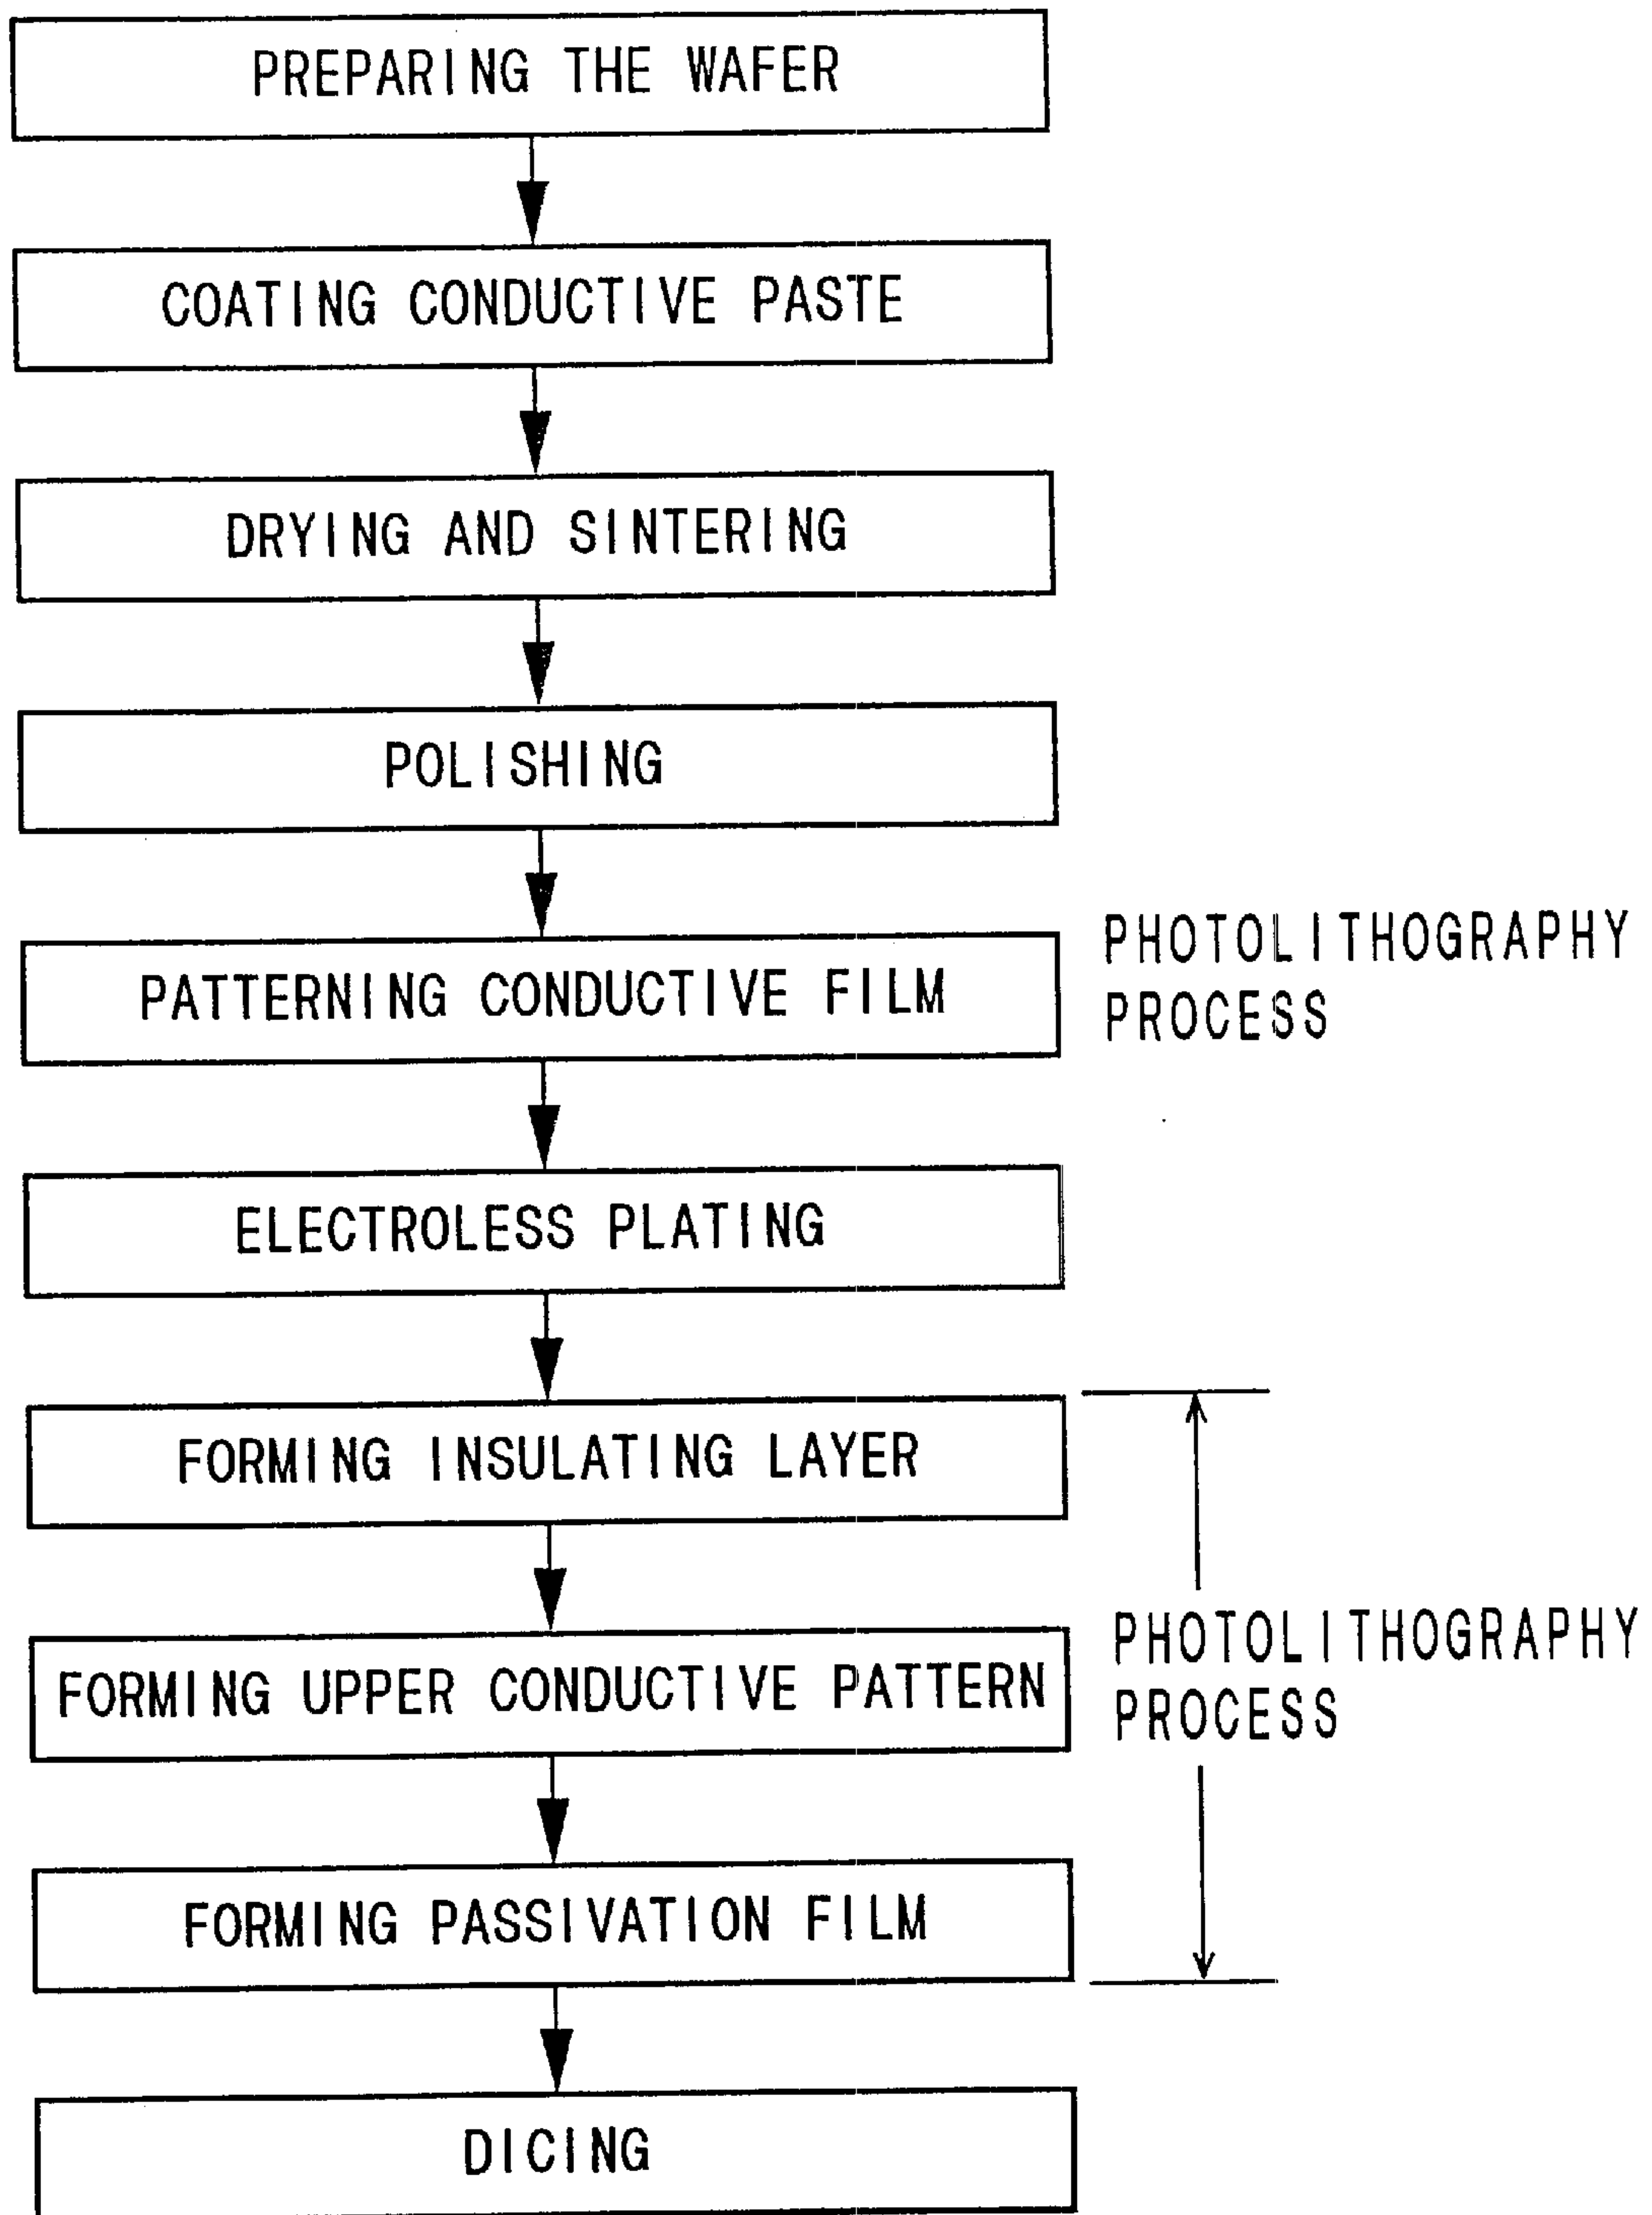 PREPARING THE WAFER
COATING CONDUCTIVE PASTE
DRYING AND SINTERING
POLISHING
PATTERNING CONDUCTIVE FILM
PHOTOLITHOGRAPHY
PROCESS
ELECTROLESS PLATING
FORMING INSULATING LAYER
FORMING UPPER CONDUCTIVE PATTERN
PHOTOLITHOGRAPHY
PROCESS
FORMING PASSIVATION FILM
DICING